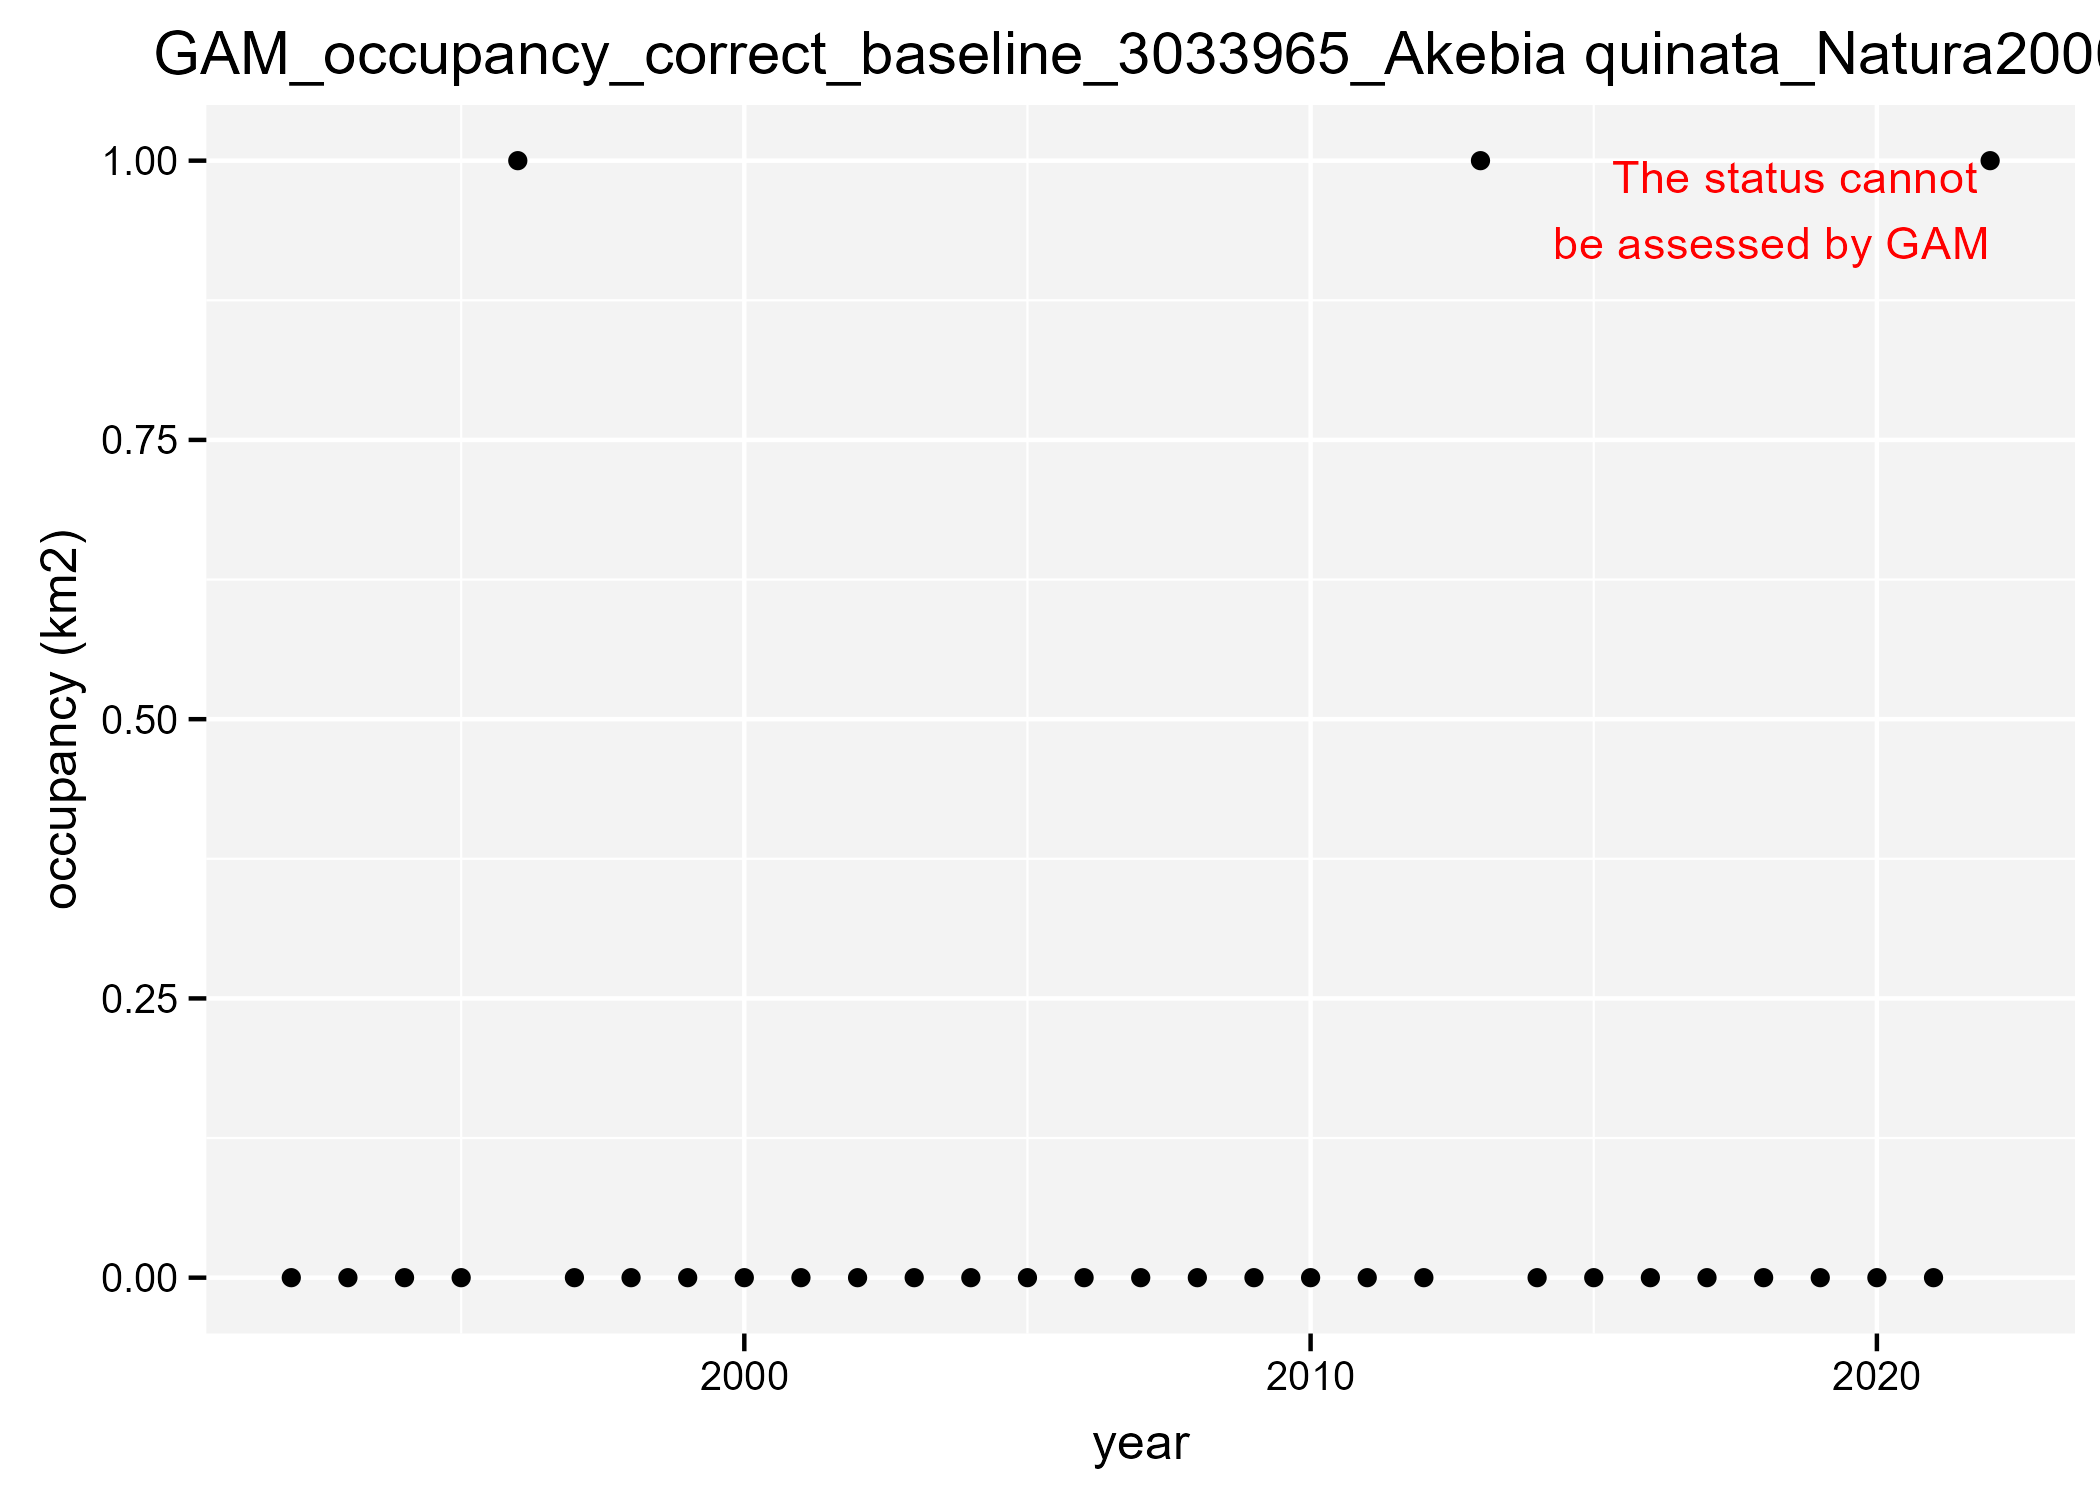 GAM_occupancy_correct_baseline_3033965_Akebia quinata_Natura200
1.00
The status cannot
be assessed by GAM
0.75
occupancy (km2)
0.50
0.25
0.00
2000 2010 2020
year